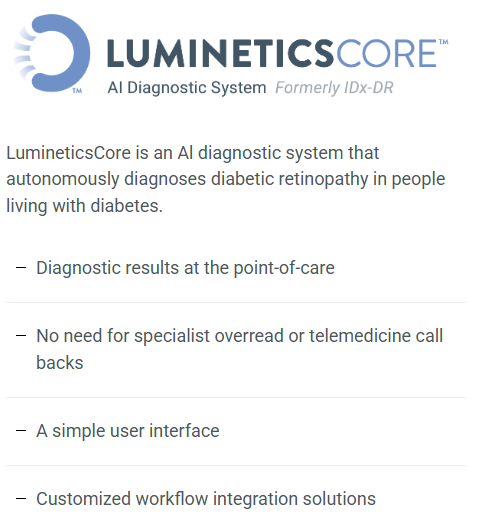 LUMINETICSCORE™
TM
AI Diagnostic System Formerly IDx-DR
LumineticsCore is an AI diagnostic system that
autonomously diagnoses diabetic retinopathy in people
living with diabetes.
– Diagnostic results at the point-of-care
– No need for specialist overread or telemedicine call
backs
– A simple user interface
– Customized workflow integration solutions